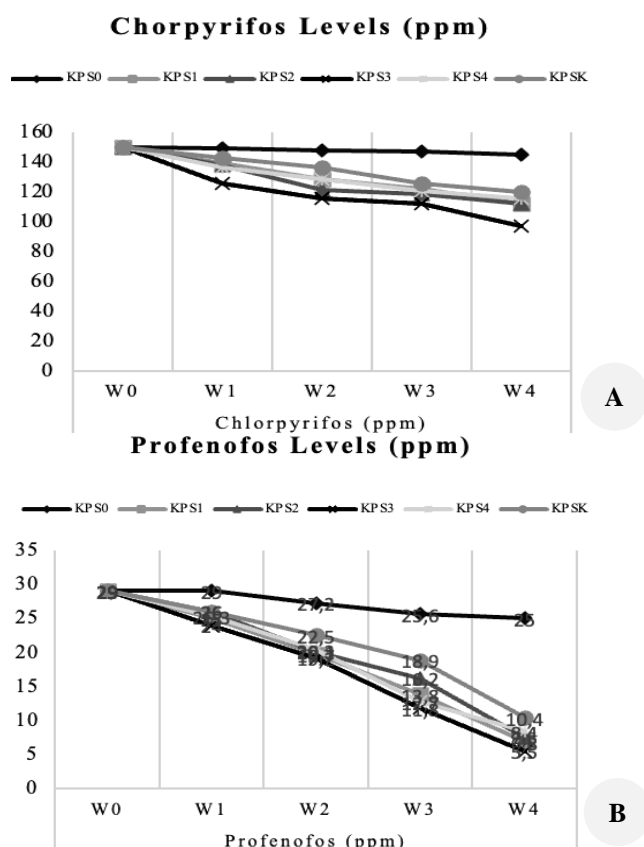 Chorpyrifos Levels (ppm)
KPS0 KPS1 KPS2 KPS3 KPS4 KPSK
160
140
120
100
80
60
40
20
0
W0 W1 W2 W3 W4
Chlorpyrifos (ppm)
A
Profenofos Levels (ppm)
KPS0 KPS1 KPS2 KPS3 KPS4 KPSK
35
30
25
20
15
10
5
0
29
27,2
25
22,5
18,9
10,4
W0 W1 W2 W3 W4
Profenofos (ppm)
B